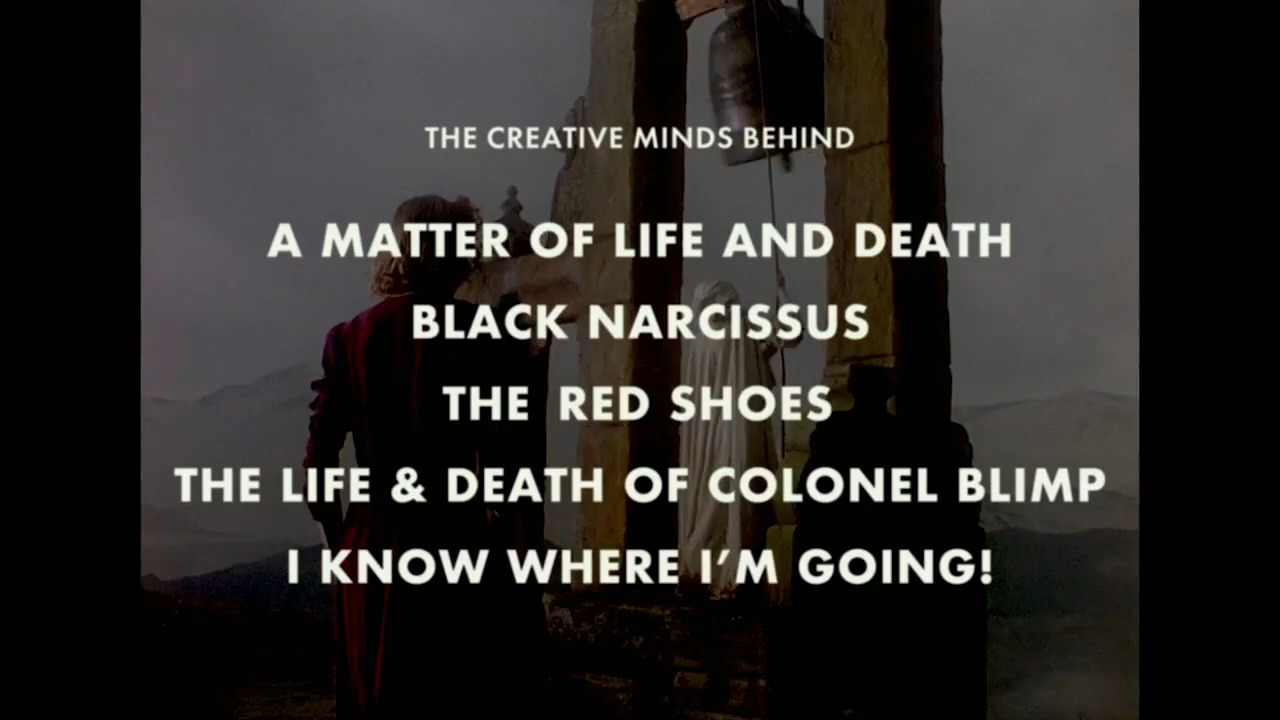 THE CREATIVE MINDS BEHIND
A MATTER OF LIFE AND DEATH
BLACK NARCISSUS
THE RED SHOES
THE LIFE & DEATH OF COLONEL BLIMP
I KNOW WHERE I’M GOING!